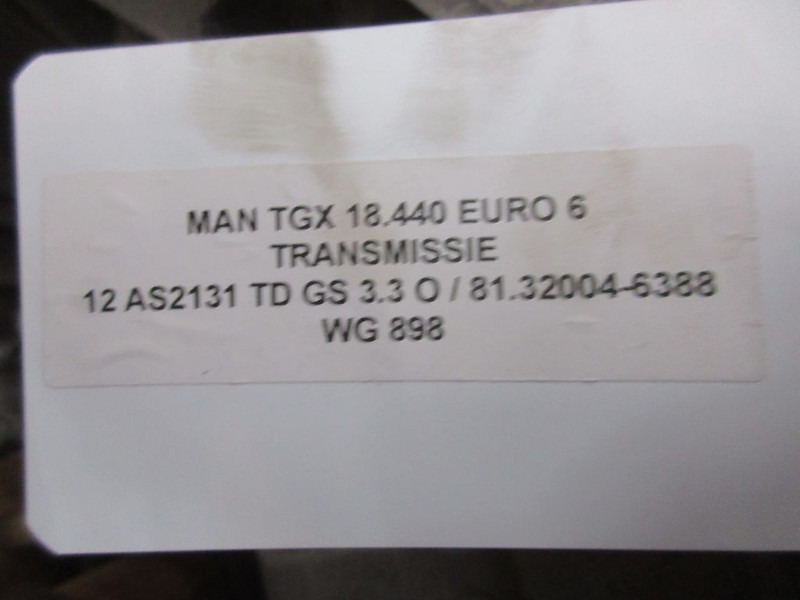 MAN TGX 18.440 EURO 6
TRANSMISSIE
12 AS2131 TD GS 3.3 O / 81.32004-6388
WG 898